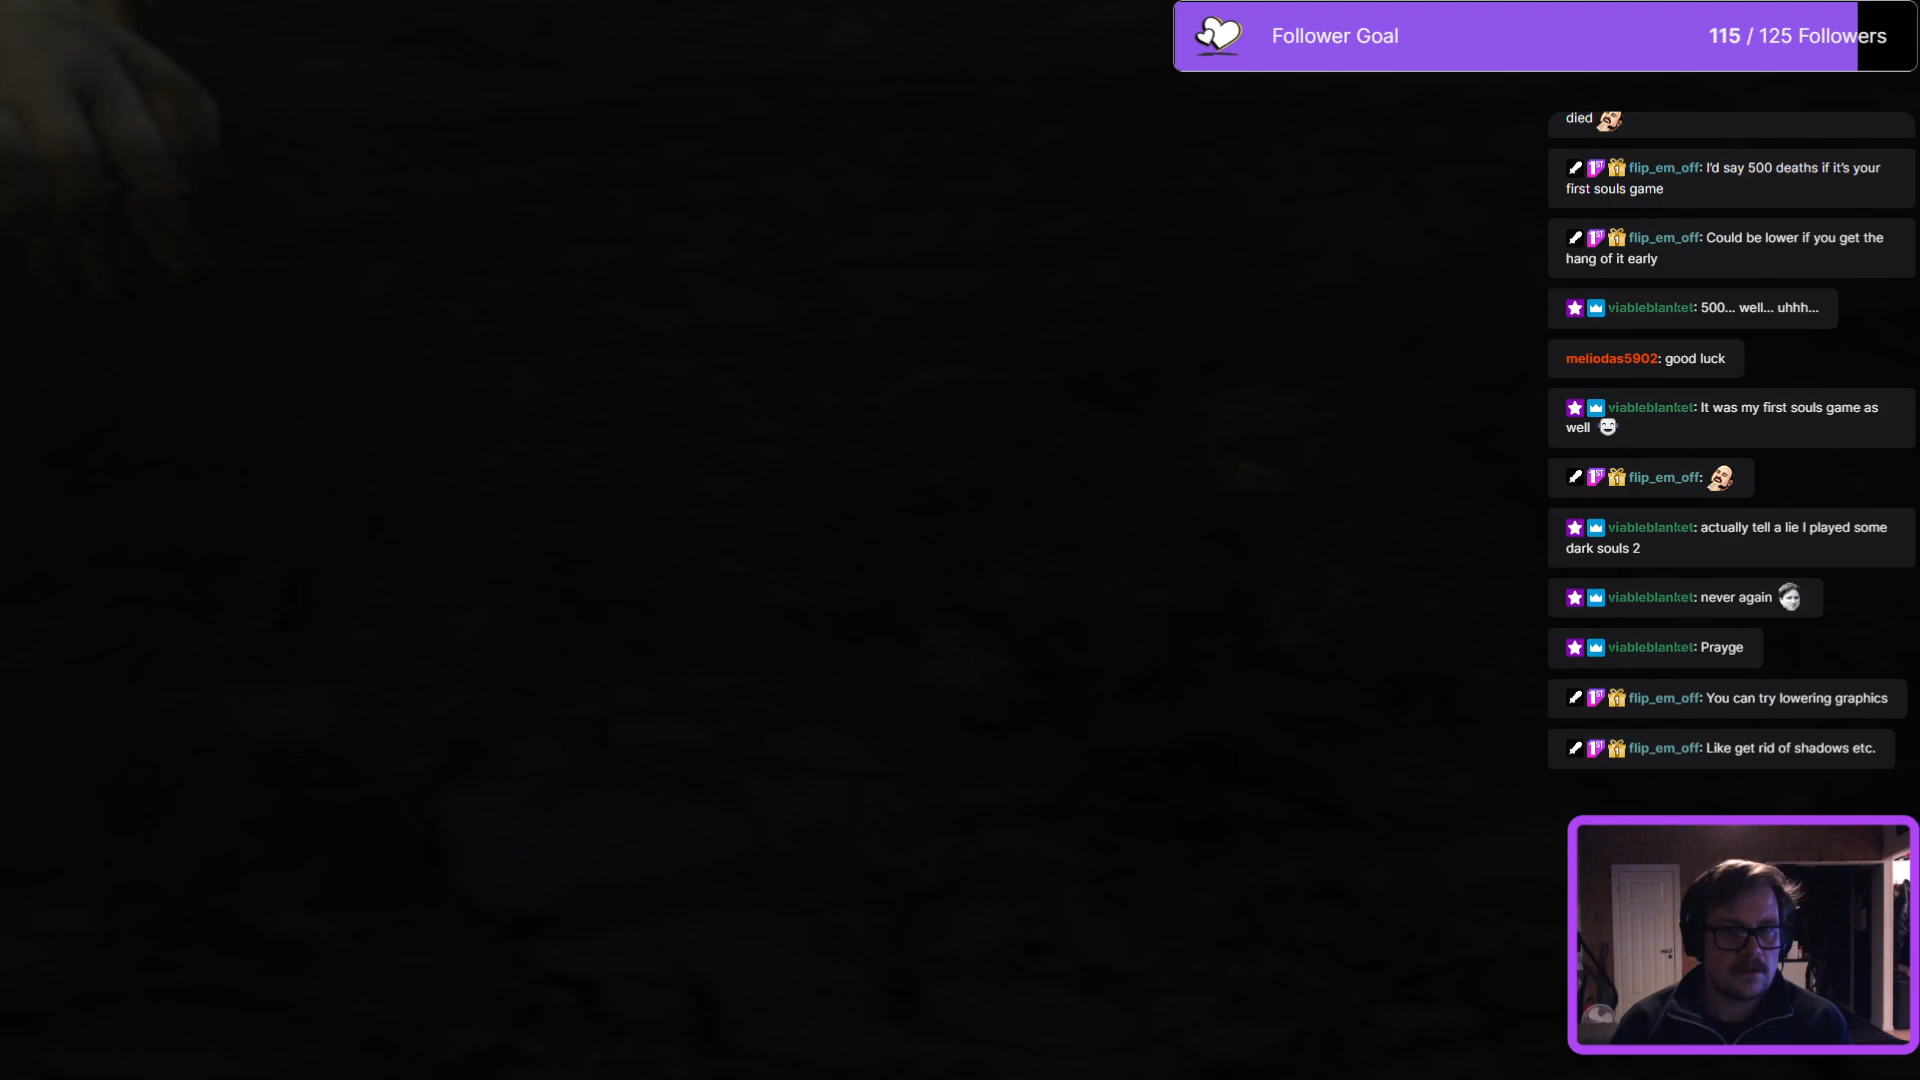 Follower Goal
115 / 125 Followers
died
flip_em_off: I'd say 500 deaths if it's your
first souls game
flip_em_off: Could be lower if you get the
hang of it early
viableblanket: 500... well... uhhh...
meliodas5902: good luck
viableblanket: It was my first souls game as
well
flip_em_off:
viableblanket: actually tell a lie I played some
dark souls 2
viableblanket: never again
viableblanket: Prayge
flip_em_off: You can try lowering graphics
flip_em_off: Like get rid of shadows etc.